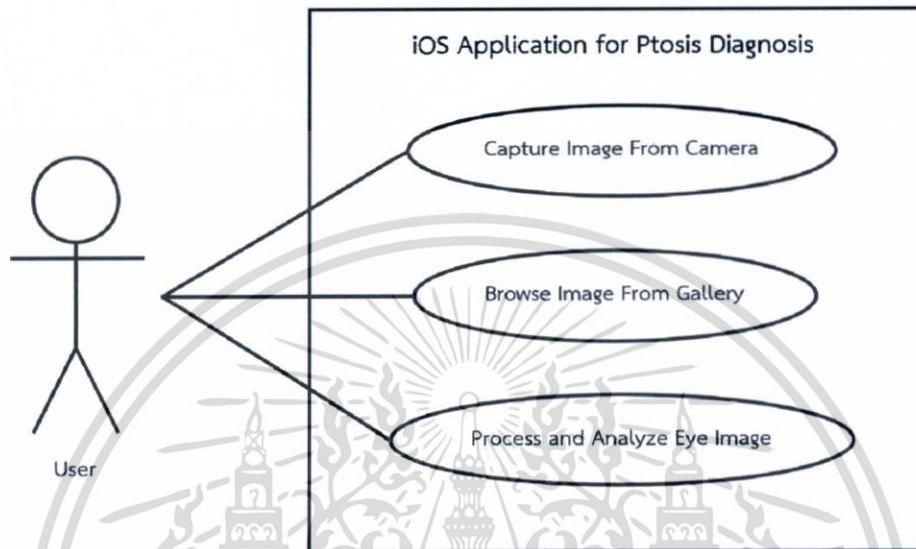 iOS Application for Ptosis Diagnosis
Capture Image From Camera
Browse Image From Gallery
Process and Analyze Eye Image
User